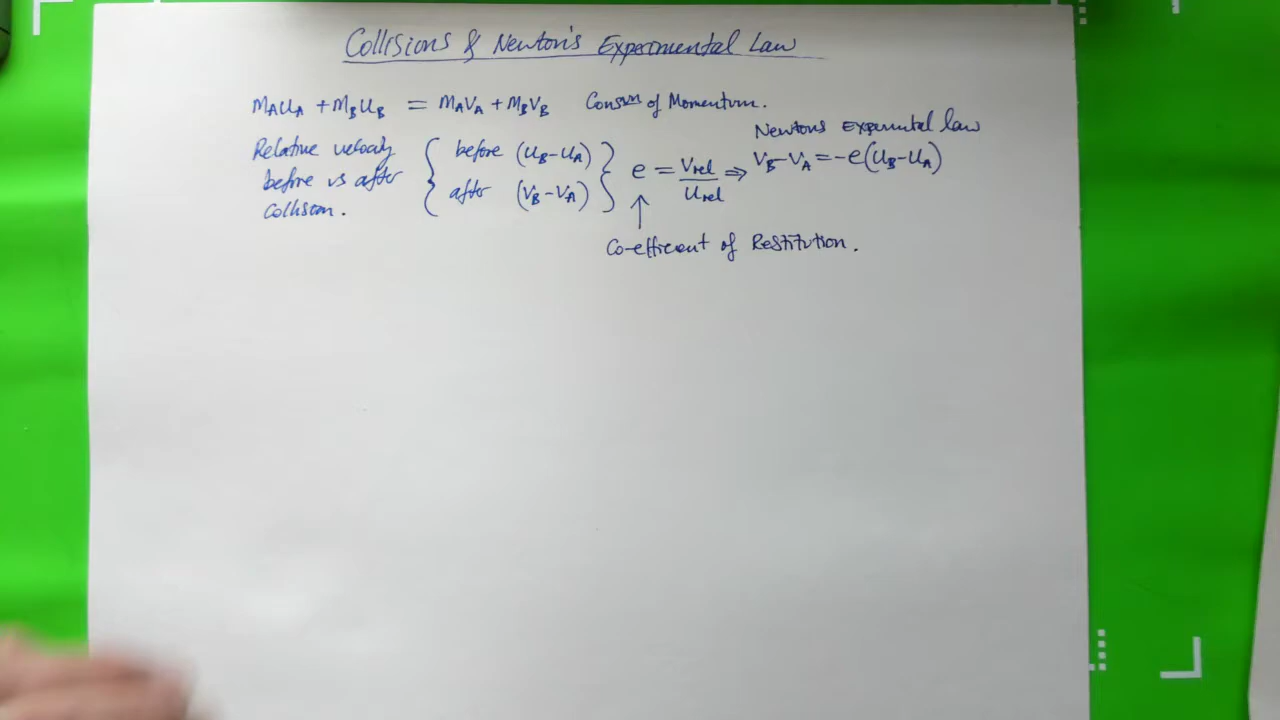 Collisions & Newton's Experimental Law
MAUA + MBUB = MAVA + MBVB Consvn of Momentum.
Newtons Experimental law
Relative velocity before vs after Collision.
{ before (UB-UA) after (VB-VA) }
e = Vrel/Urel ⇒ VB-VA = -e(UB-UA)
↑
Co-efficient of Restitution.